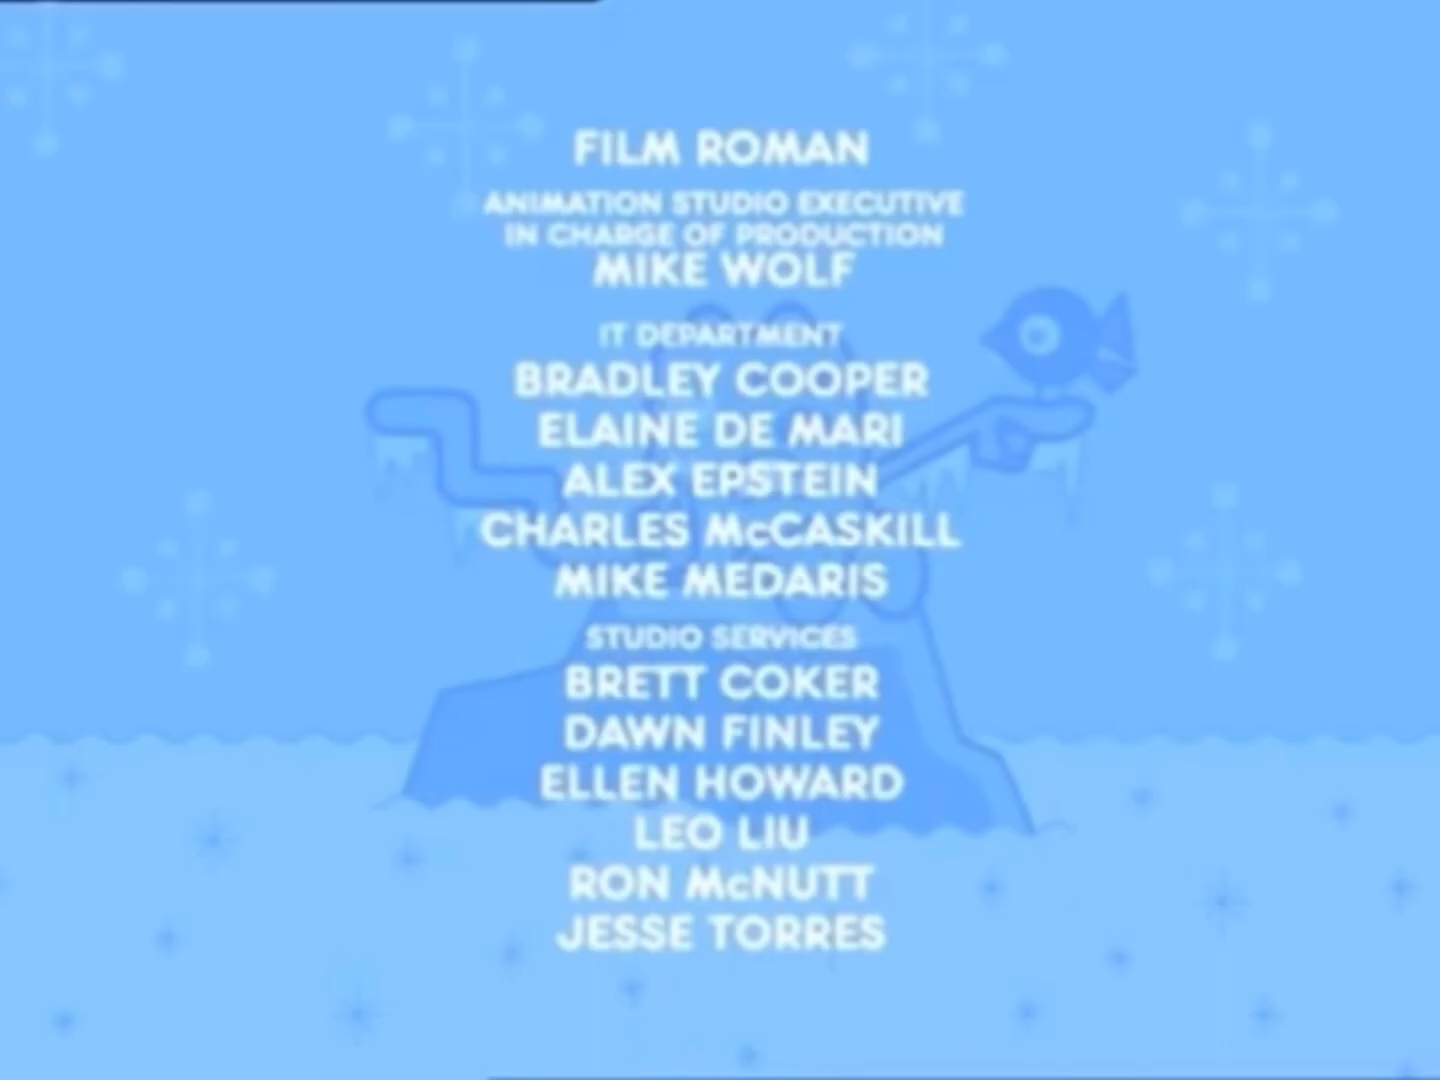 FILM ROMAN
ANIMATION STUDIO EXECUTIVE
IN CHARGE OF PRODUCTION
MIKE WOLF
IT DEPARTMENT
BRADLEY COOPER
ELAINE DE MARI
ALEX EPSTEIN
CHARLES McCASKILL
MIKE MEDARIS
STUDIO SERVICES
BRETT COKER
DAWN FINLEY
ELLEN HOWARD
LEO LIU
RON McNUTT
JESSE TORRES